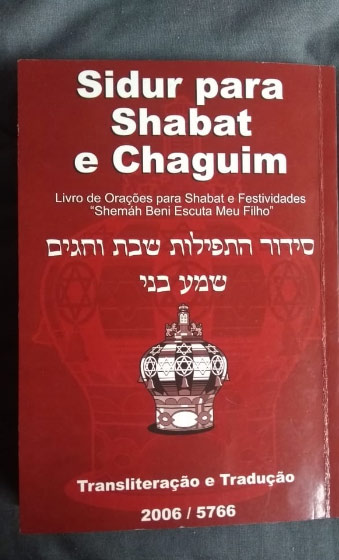 Sidur para
Shabat
e Chaguim
Livro de Orações para Shabat e Festividades
"Shemáh Beni Escuta Meu Filho"
סידור התפילות שבת וחגים
שמע בני
Transliteração e Tradução
2006 / 5766